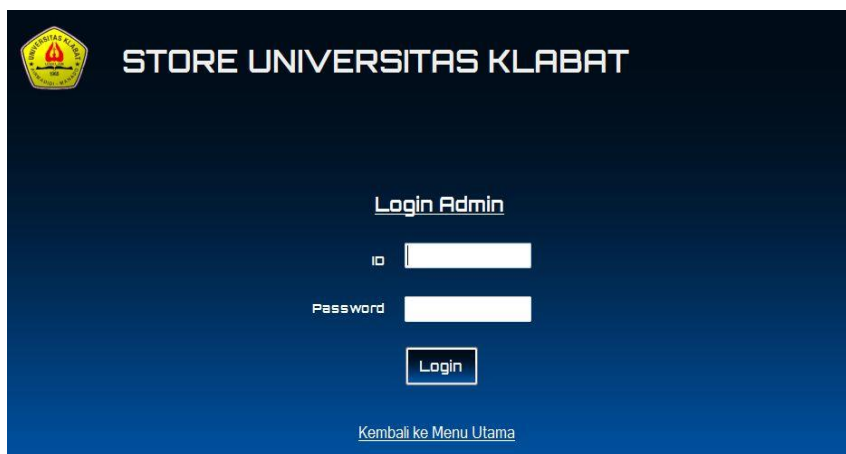 STORE UNIVERSITAS KLABAT
Login Admin
ID
Password
Login
Kembali ke Menu Utama